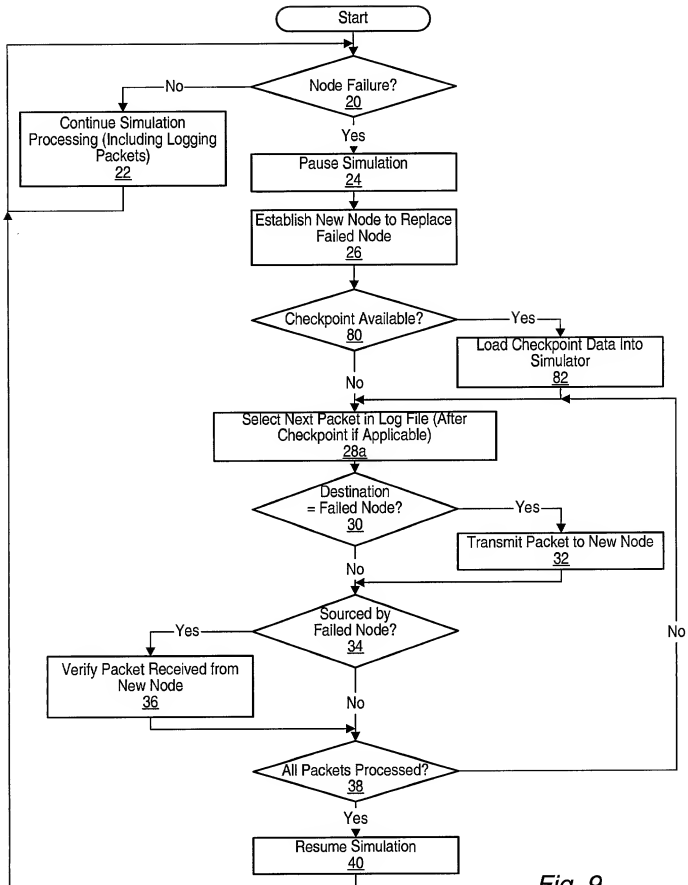 Start
Node Failure?
20
No
Yes
Continue Simulation
Processing (Including Logging
Packets)
22
Pause Simulation
24
Establish New Node to Replace
Failed Node
26
Checkpoint Available?
80
Yes
Load Checkpoint Data into
Simulator
82
No
Select Next Packet in Log File (After
Checkpoint if Applicable)
28a
Destination
= Failed Node?
30
Yes
Transmit Packet to New Node
32
No
Sourced by
Failed Node?
34
Yes
No
Verify Packet Received from
New Node
36
No
All Packets Processed?
38
Yes
Resume Simulation
40
Fig. 9